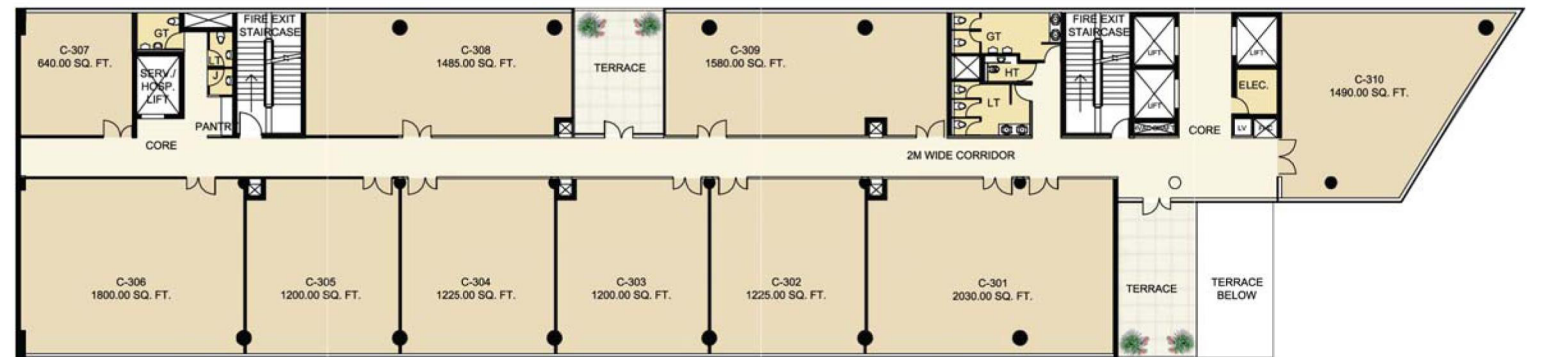 GT
FIRE EXIT
STAIRCASE
C-307
640.00 SQ. FT.
LT
J
SERV./
HOSP.
LIFT
PANTRY
CORE
C-308
1485.00 SQ. FT.
TERRACE
C-309
1580.00 SQ. FT.
GT
HT
LT
FIRE EXIT
STAIRCASE
LIFT
LIFT
LIFT
ELEC.
LV
CORE
C-310
1490.00 SQ. FT.
2M WIDE CORRIDOR
C-306
1800.00 SQ. FT.
C-305
1200.00 SQ. FT.
C-304
1225.00 SQ. FT.
C-303
1200.00 SQ. FT.
C-302
1225.00 SQ. FT.
C-301
2030.00 SQ. FT.
TERRACE
TERRACE
BELOW